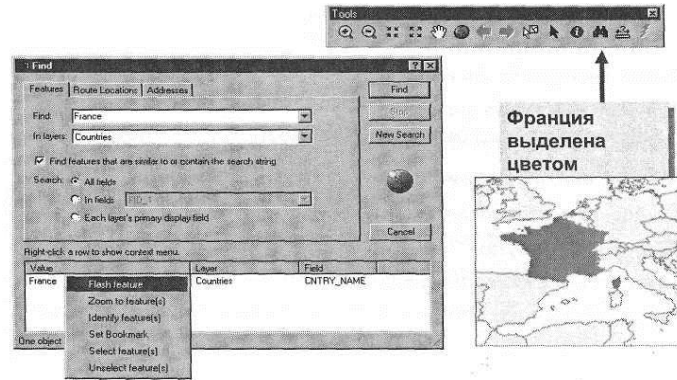 Tools
Find
Features Route Locations Addresses
Find
Find: France
Stop
In layers: Countries
New Search
Find features that are similar to or contain the search string
Search: All fields
In fields FID_1
Each layer's primary display field
Cancel
Right-click a row to show context menu.
Value Layer Field
France Countries CNTRY_NAME
Flash feature
Zoom to feature(s)
Identify feature(s)
Set Bookmark
Select feature(s)
Unselect feature(s)
One object
Франция
выделена
цветом